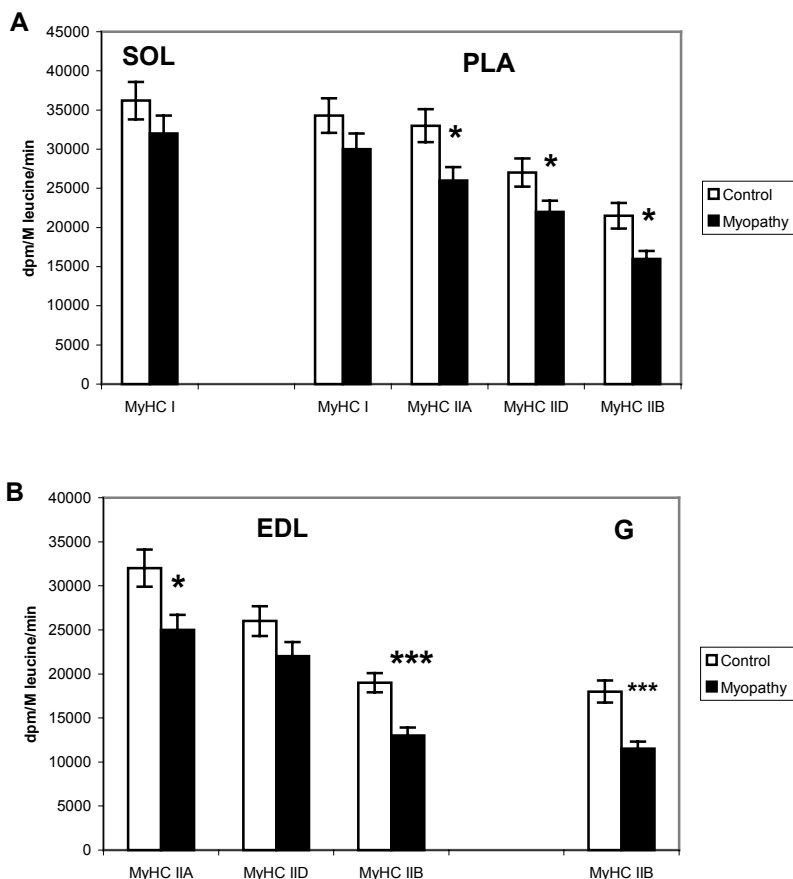 A
SOL PLA
dpm/M leucine/min
45000
40000
35000
30000
25000
20000
15000
10000
5000
0
* * *
MyHC I MyHC I MyHC IIA MyHC IID MyHC IIB
Control
Myopathy
B
EDL G
dpm/M leucine/min
40000
35000
30000
25000
20000
15000
10000
5000
0
* *** ***
MyHC IIA MyHC IID MyHC IIB MyHC IIB
Control
Myopathy